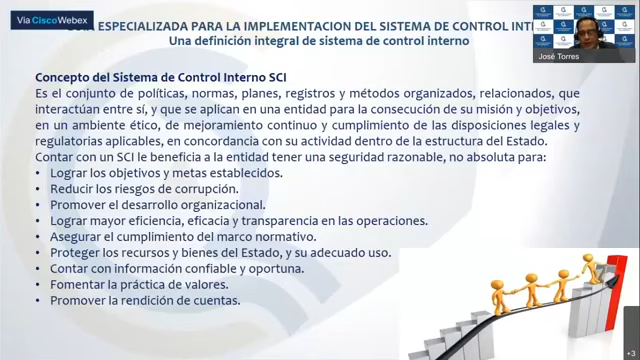 Via CiscoWebex
GUIA ESPECIALIZADA PARA LA IMPLEMENTACION DEL SISTEMA DE CONTROL
Una definición integral de sistema de control interno
José Torres
Concepto del Sistema de Control Interno SCI
Es el conjunto de políticas, normas, planes, registros y métodos organizados, relacionados, que
interactúan entre sí, y que se aplican en una entidad para la consecución de su misión y objetivos,
en un ambiente ético, de mejoramiento continuo y cumplimiento de las disposiciones legales y
regulatorias aplicables, en concordancia con su actividad dentro de la estructura del Estado.
Contar con un SCI le beneficia a la entidad tener una seguridad razonable, no absoluta para:
• Lograr los objetivos y metas establecidos.
• Reducir los riesgos de corrupción.
• Promover el desarrollo organizacional.
• Lograr mayor eficiencia, eficacia y transparencia en las operaciones.
• Asegurar el cumplimiento del marco normativo.
• Proteger los recursos y bienes del Estado, y su adecuado uso.
• Contar con información confiable y oportuna.
• Fomentar la práctica de valores.
• Promover la rendición de cuentas.
+3